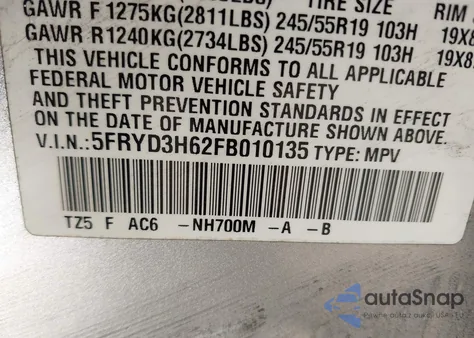 TIRE SIZE RIM
GAWR F 1275KG(2811LBS) 245/55R19 103H 19X8
GAWR R1240KG(2734LBS) 245/55R19 103H 19X8
THIS VEHICLE CONFORMS TO ALL APPLICABLE
FEDERAL MOTOR VEHICLE SAFETY
AND THEFT PREVENTION STANDARDS IN EFFECT
ON THE DATE OF MANUFACTURE SHOWN ABOVE.
V.I.N.:5FRYD3H62FB010135 TYPE: MPV
TZ5 F AC6 -NH700M -A -B
autaSnap